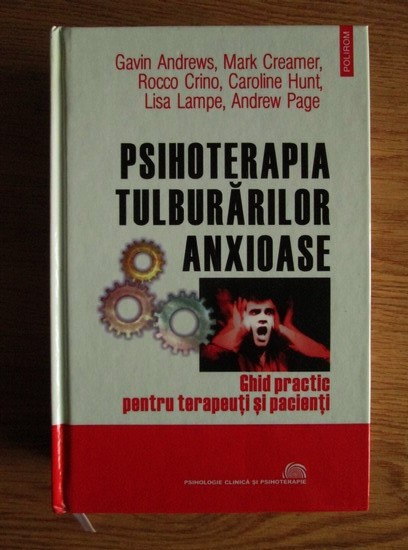 Gavin Andrews, Mark Creamer,
Rocco Crino, Caroline Hunt,
Lisa Lampe, Andrew Page
POLIROM
PSIHOTERAPIA
TULBURĂRILOR
ANXIOASE
Ghid practic
pentru terapeuți și pacienți
PSIHOLOGIE CLINICĂ ȘI PSIHOTERAPIE